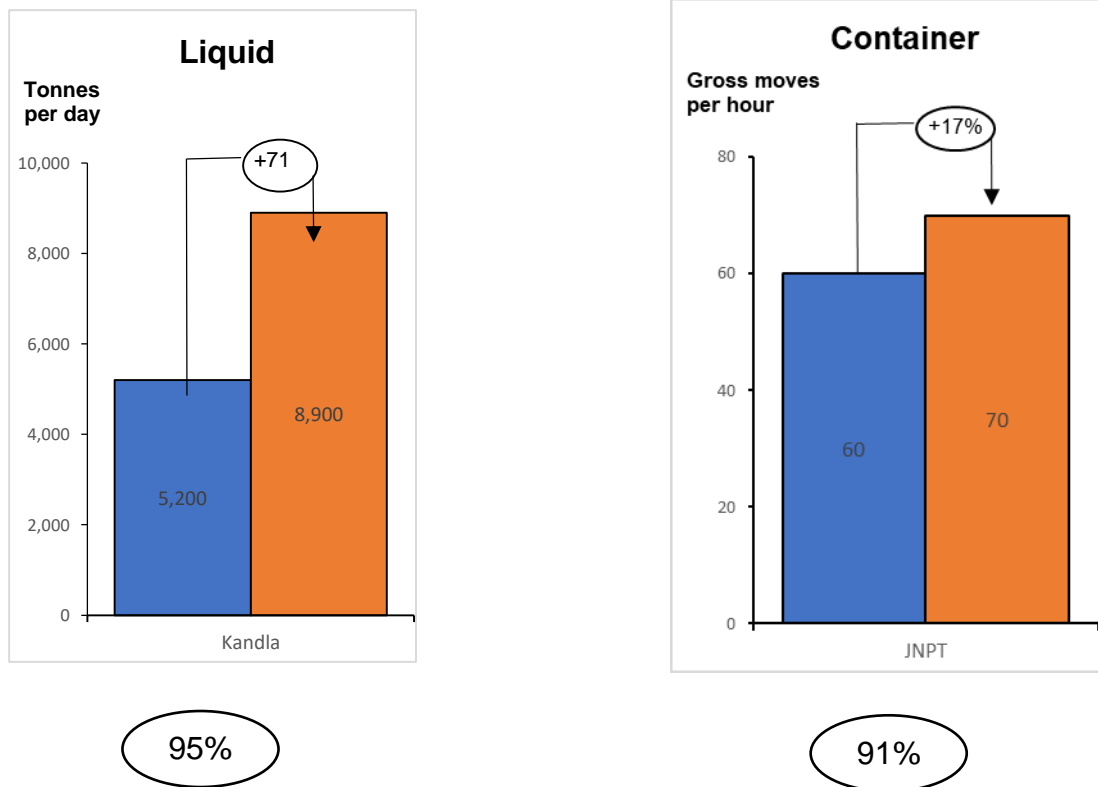 Liquid
Tonnes
per day
+71
10,000
8,000
6,000
4,000
2,000
0
8,900
5,200
Kandla
95%
Container
Gross moves
per hour
+17%
80
60
40
20
0
70
60
JNPT
91%